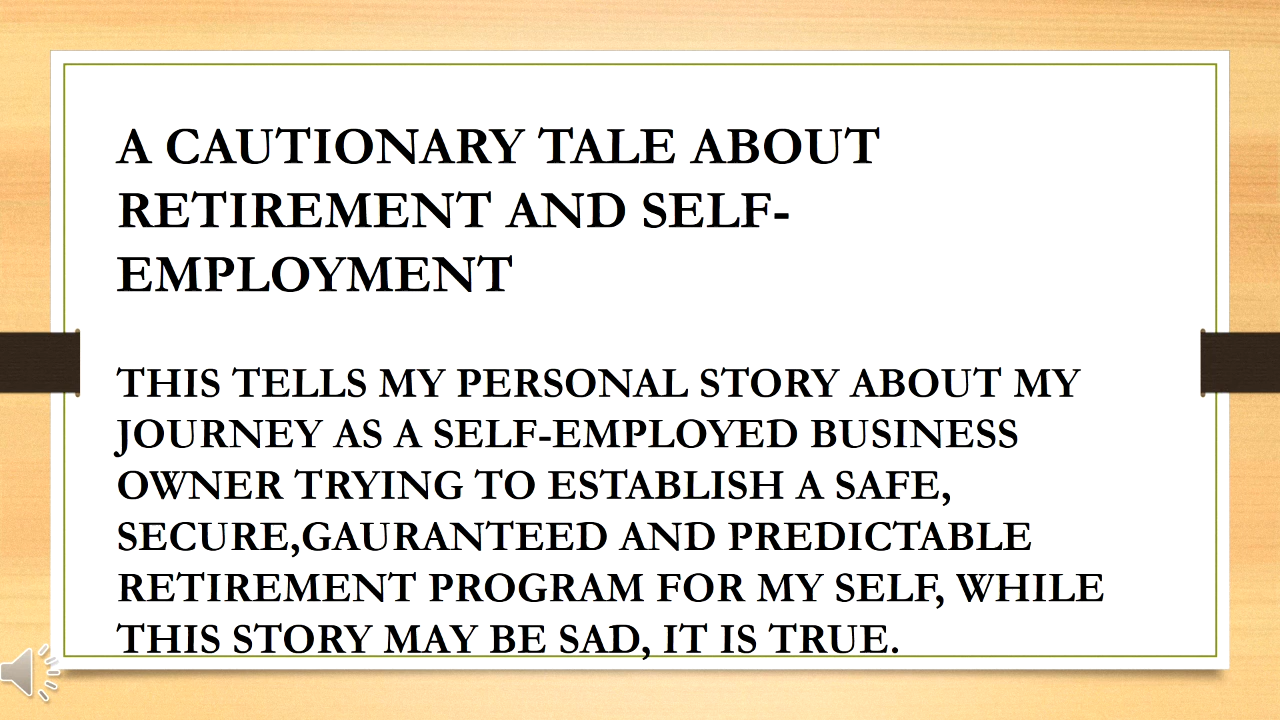 A CAUTIONARY TALE ABOUT
RETIREMENT AND SELF-
EMPLOYMENT
THIS TELLS MY PERSONAL STORY ABOUT MY
JOURNEY AS A SELF-EMPLOYED BUSINESS
OWNER TRYING TO ESTABLISH A SAFE,
SECURE,GAURANTEED AND PREDICTABLE
RETIREMENT PROGRAM FOR MY SELF, WHILE
THIS STORY MAY BE SAD, IT IS TRUE.